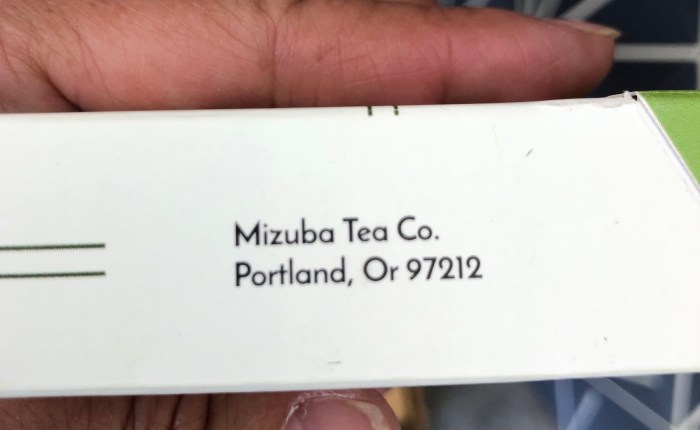 Mizuba Tea Co.
Portland, Or 97212